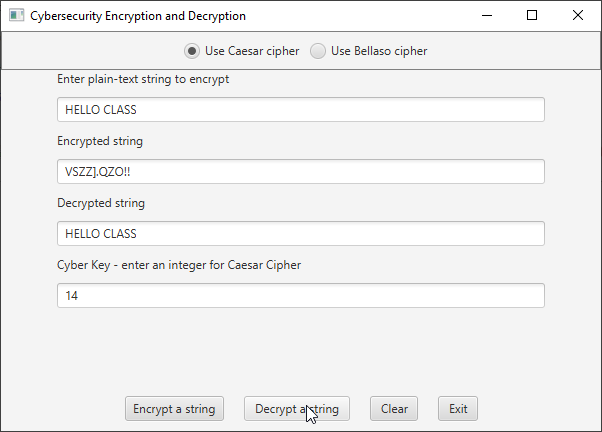 Cybersecurity Encryption and Decryption
Use Caesar cipher Use Bellaso cipher
Enter plain-text string to encrypt
HELLO CLASS
Encrypted string
VSZZ].QZO!!
Decrypted string
HELLO CLASS
Cyber Key - enter an integer for Caesar Cipher
14
Encrypt a string Decrypt a string Clear Exit